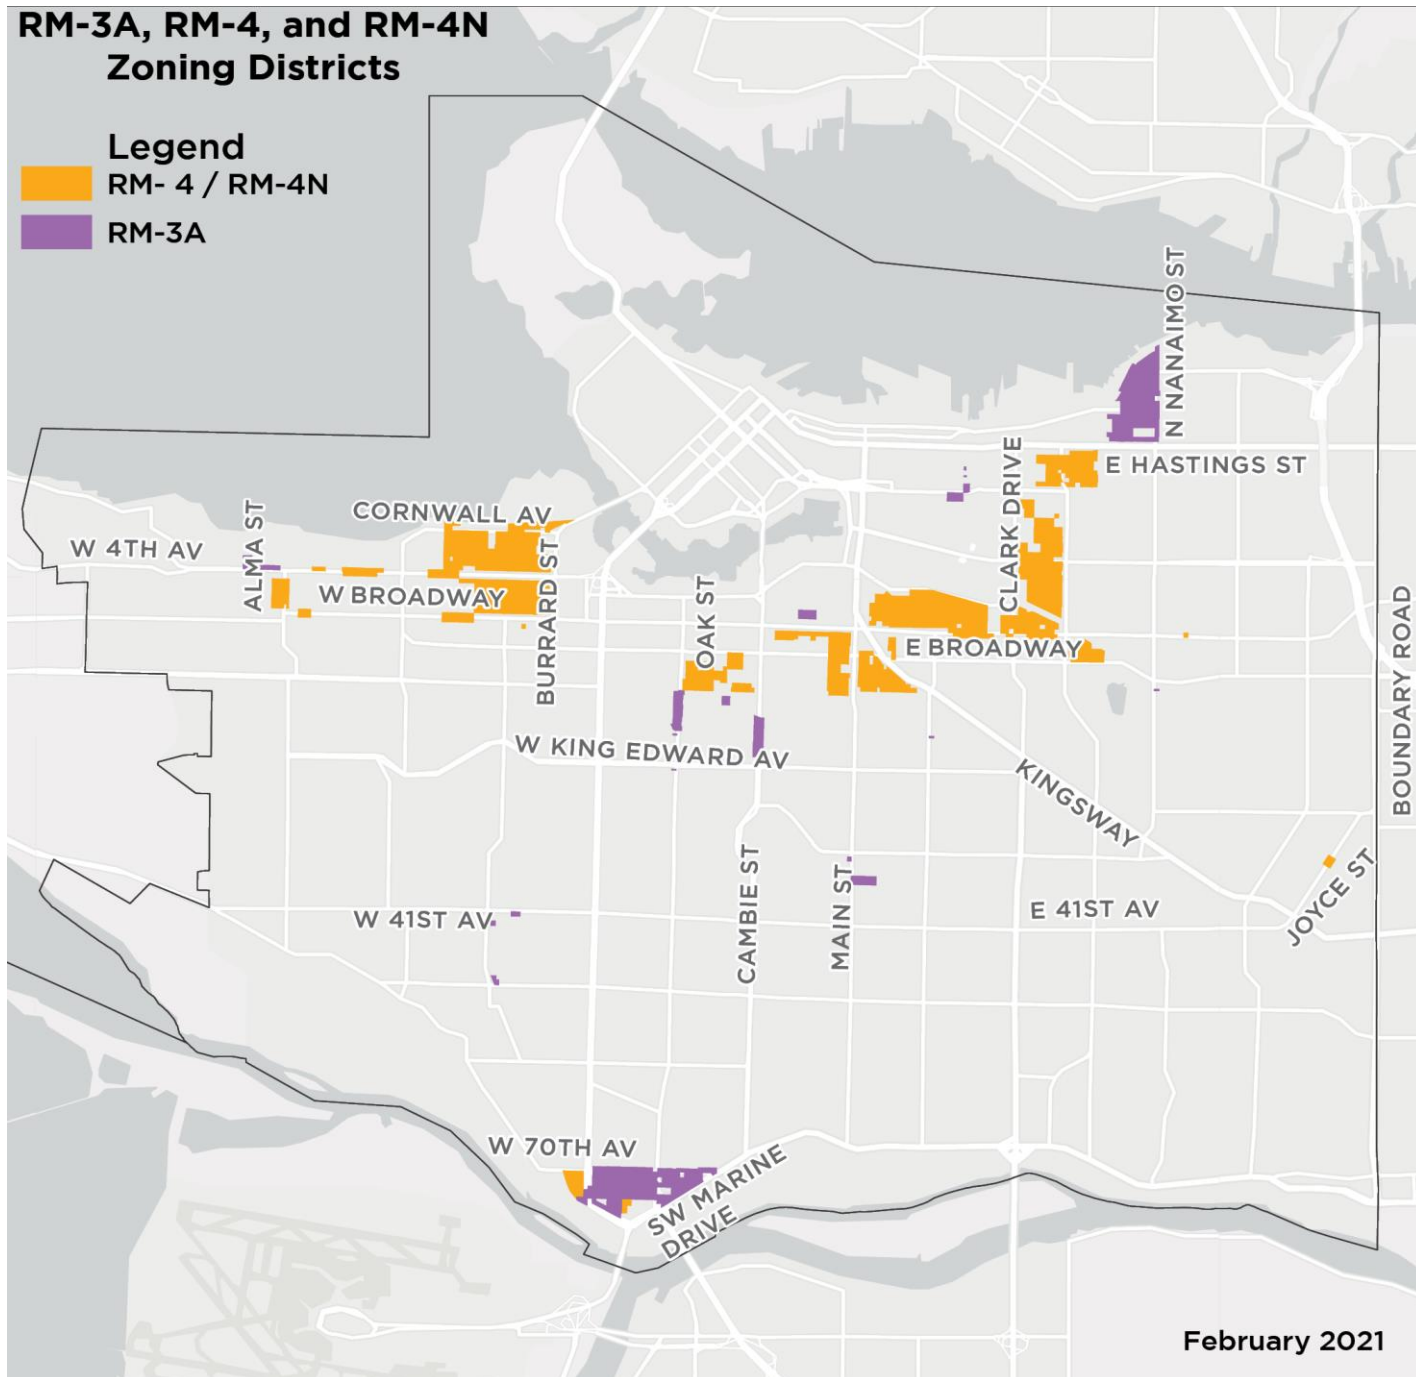 RM-3A, RM-4, and RM-4N
Zoning Districts
Legend
RM- 4 / RM-4N
RM-3A
N NANAIMO ST
E HASTINGS ST
CLARK DRIVE
CORNWALL AV
ALMA ST
W 4TH AV
W BROADWAY
BURRARD ST
OAK ST
E BROADWAY
BOUNDARY ROAD
W KING EDWARD AV
KINGSWAY
CAMBIE ST
MAIN ST
W 41ST AV
E 41ST AV
JOYCE ST
W 70TH AV
SW MARINE
DRIVE
February 2021